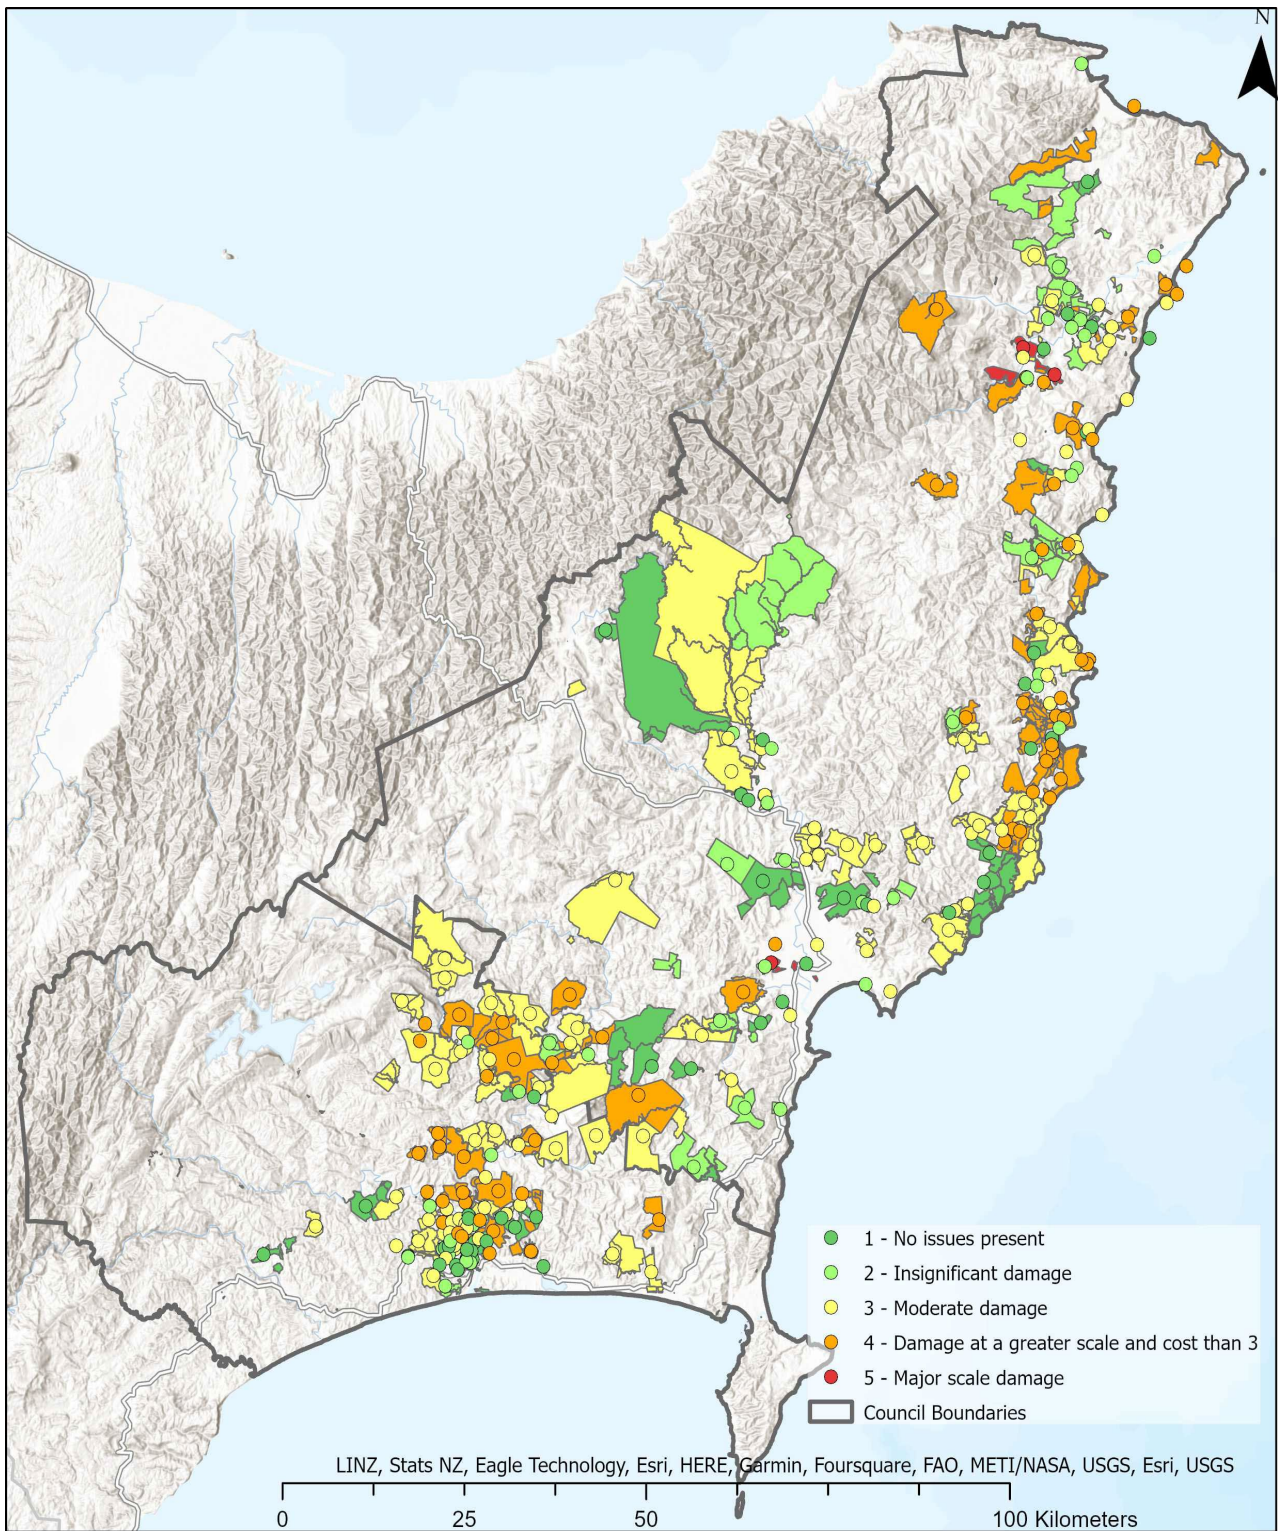 N
1 - No issues present
2 - Insignificant damage
3 - Moderate damage
4 - Damage at a greater scale and cost than 3
5 - Major scale damage
Council Boundaries
LINZ, Stats NZ, Eagle Technology, Esri, HERE, Garmin, Foursquare, FAO, METI/NASA, USGS, Esri, USGS
0 25 50 100 Kilometers